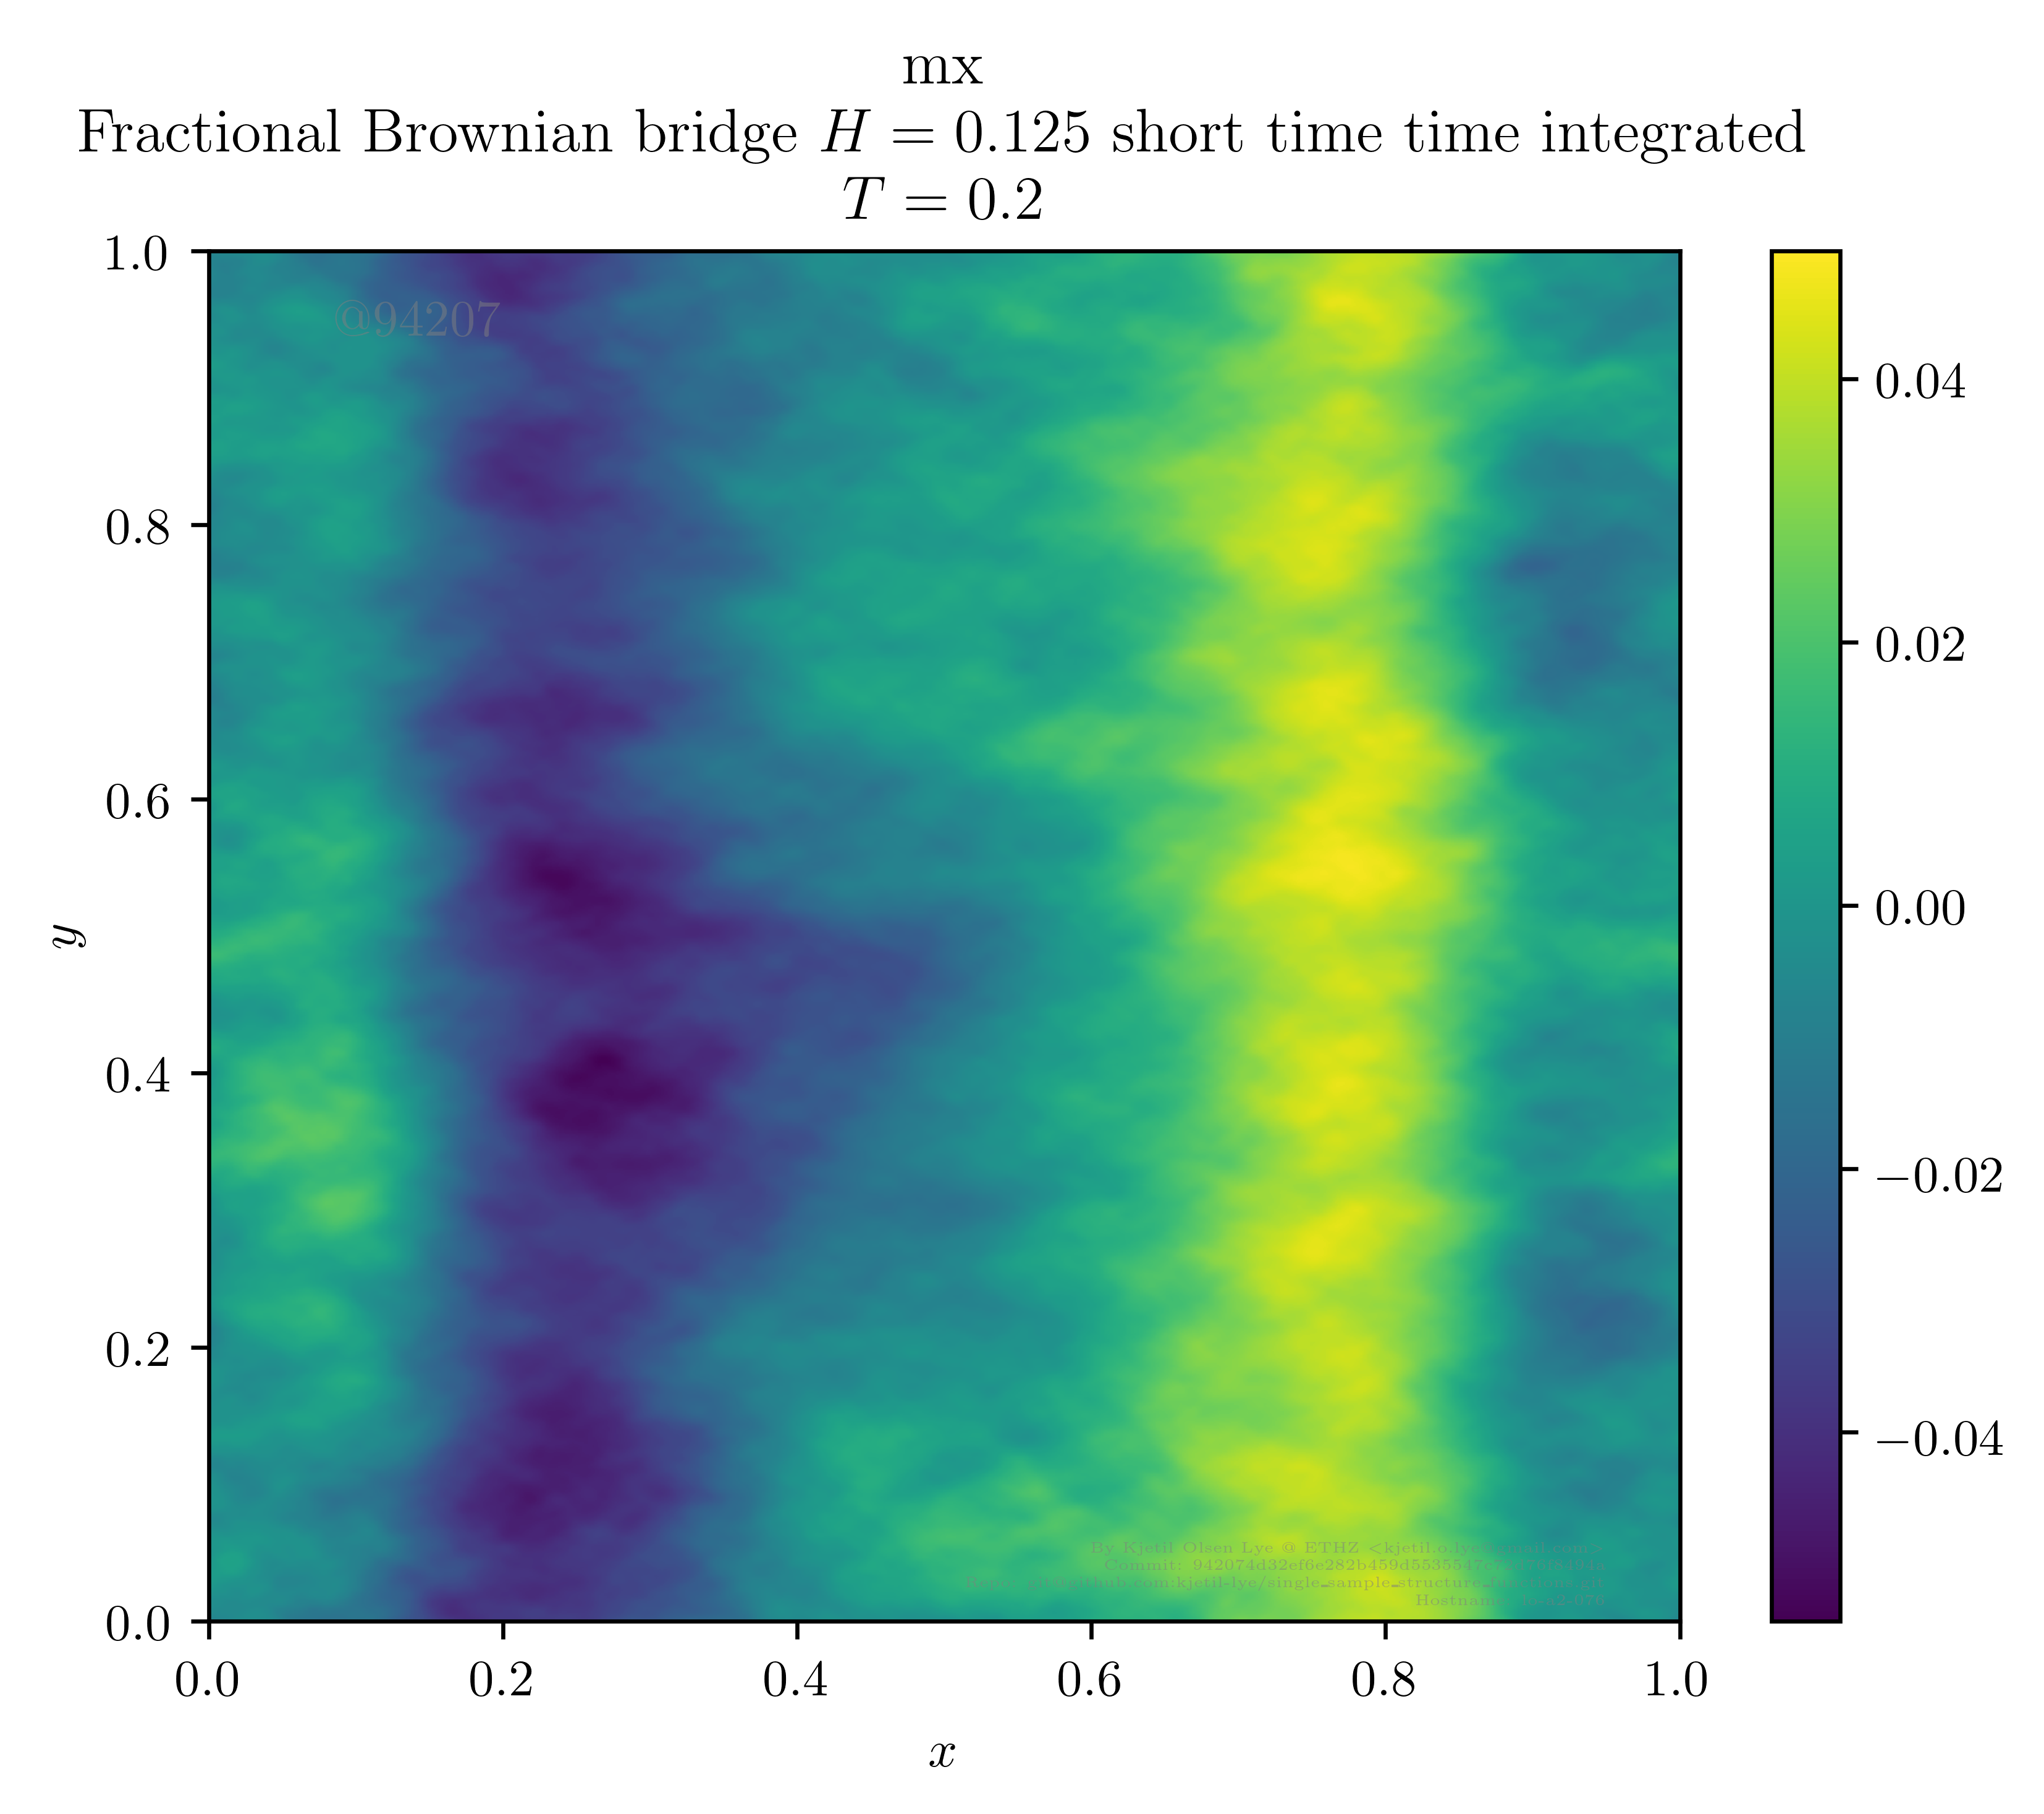 mx
Fractional Brownian bridge H = 0.125 short time time integrated
T = 0.2
1.0
@94207
0.8
0.6
0.4
0.2
0.0
y
0.0 0.2 0.4 0.6 0.8 1.0
x
0.04
0.02
0.00
−0.02
−0.04
By Kjetil Olsen Lye @ ETHZ
Commit:
Hostname: